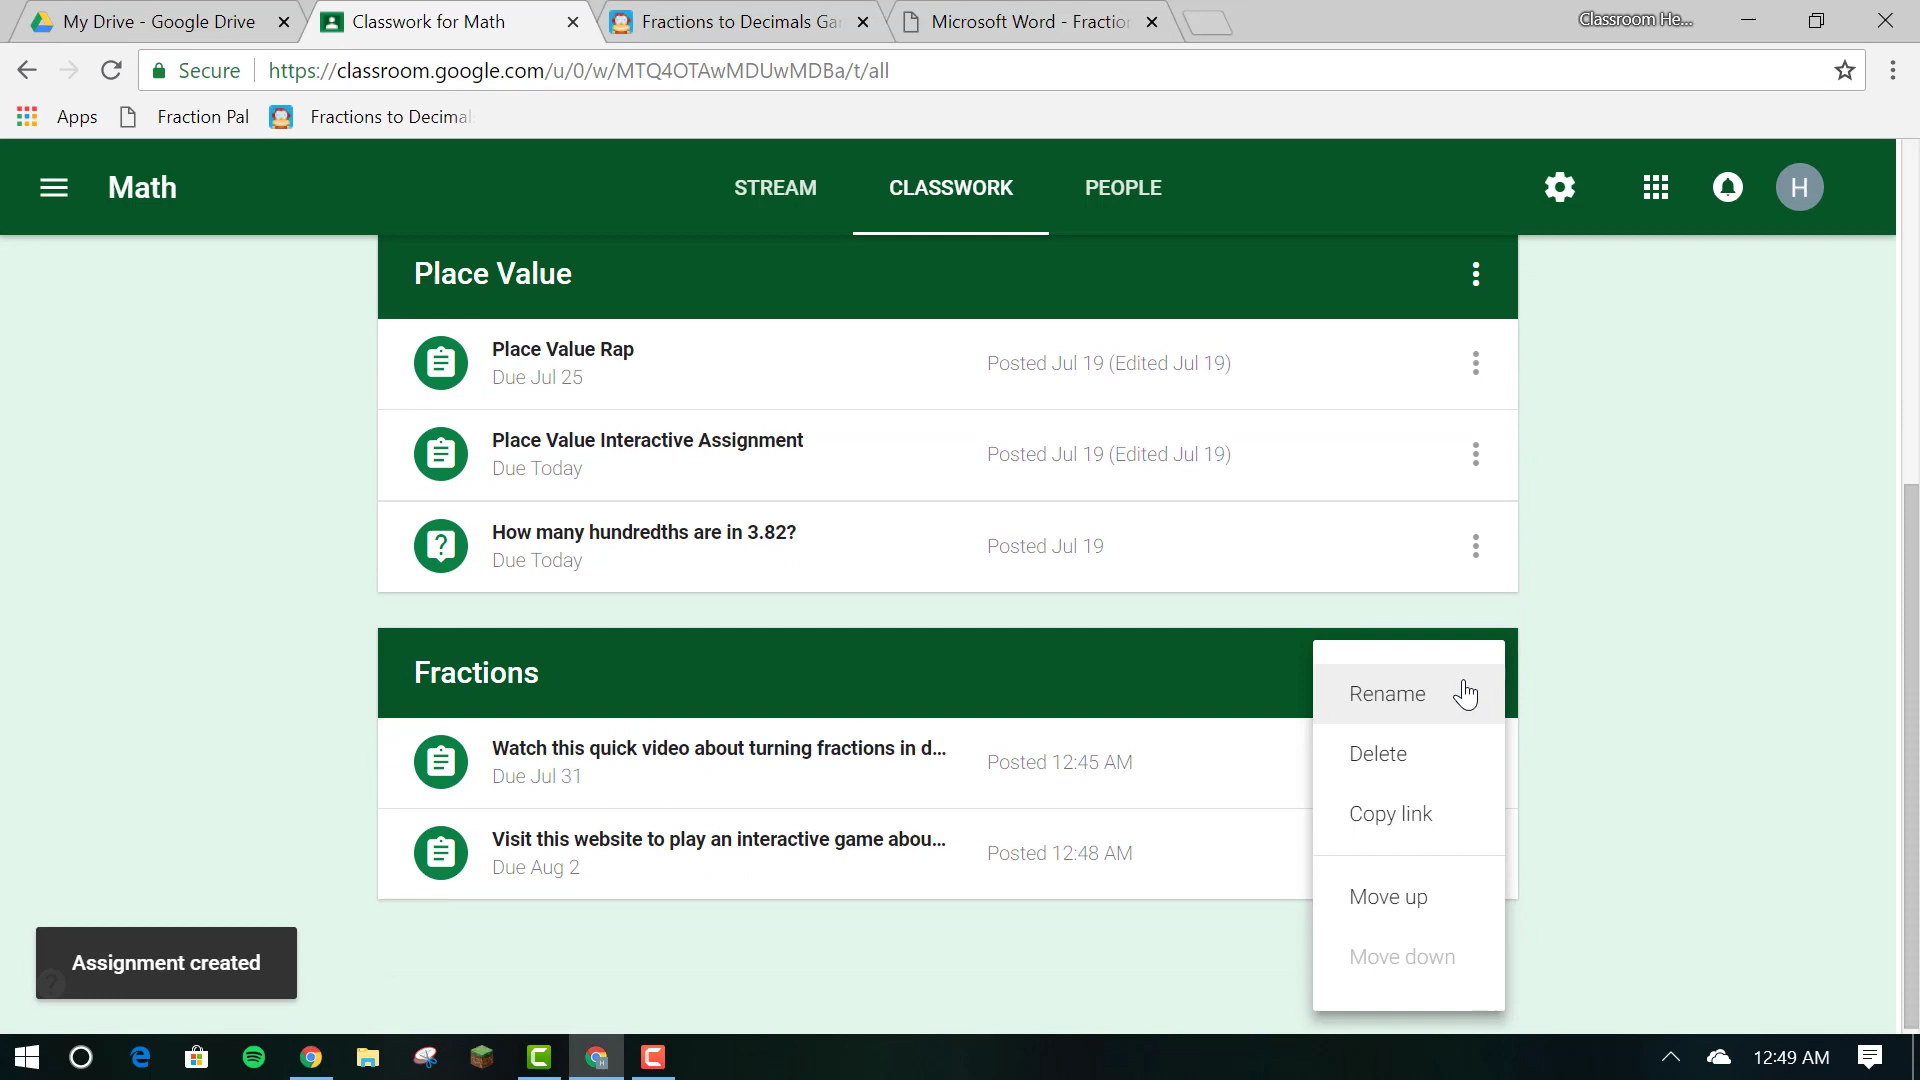 My Drive - Google Drive
Classwork for Math
Fractions to Decimals Ga
Microsoft Word - Fractio
Classroom He...
Secure
https://classroom.google.com/u/0/w/MTQ4OTAwMDUwMDBa/t/all
Apps
Fraction Pal
Fractions to Decimal
Math
STREAM
CLASSWORK
PEOPLE
H
Place Value
Place Value Rap
Due Jul 25
Posted Jul 19 (Edited Jul 19)
Place Value Interactive Assignment
Due Today
Posted Jul 19 (Edited Jul 19)
How many hundredths are in 3.82?
Due Today
Posted Jul 19
Fractions
Watch this quick video about turning fractions in d...
Due Jul 31
Posted 12:45 AM
Visit this website to play an interactive game abou...
Due Aug 2
Posted 12:48 AM
Rename
Delete
Copy link
Move up
Move down
Assignment created
12:49 AM